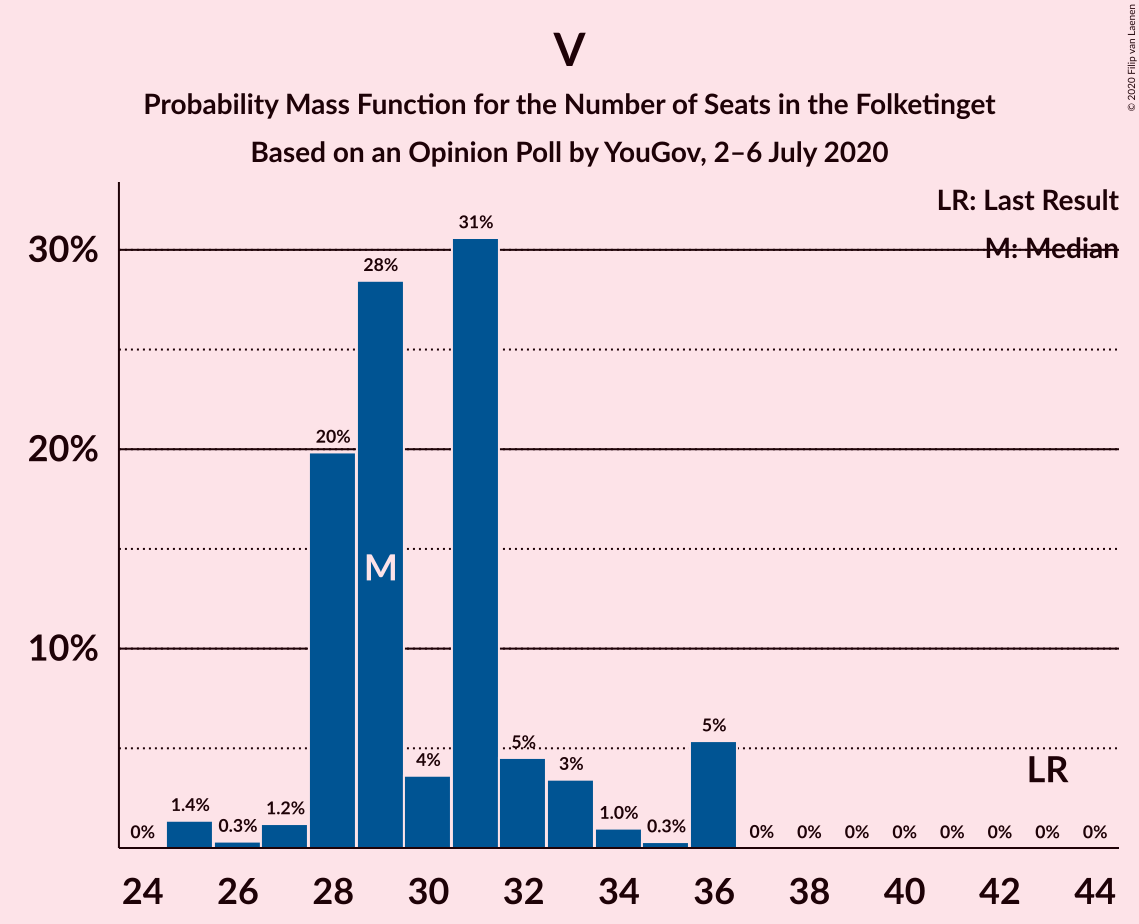 © 2020 Filip van Laenen
V
Probability Mass Function for the Number of Seats in the Folketinget
Based on an Opinion Poll by YouGov, 2–6 July 2020
LR: Last Result
M: Median
30%
20%
10%
0%
1.4%
0.3%
1.2%
20%
28%
4%
31%
5%
3%
1.0%
0.3%
5%
0%
0%
0%
0%
0%
0%
0%
0%
M
LR
24 26 28 30 32 34 36 38 40 42 44